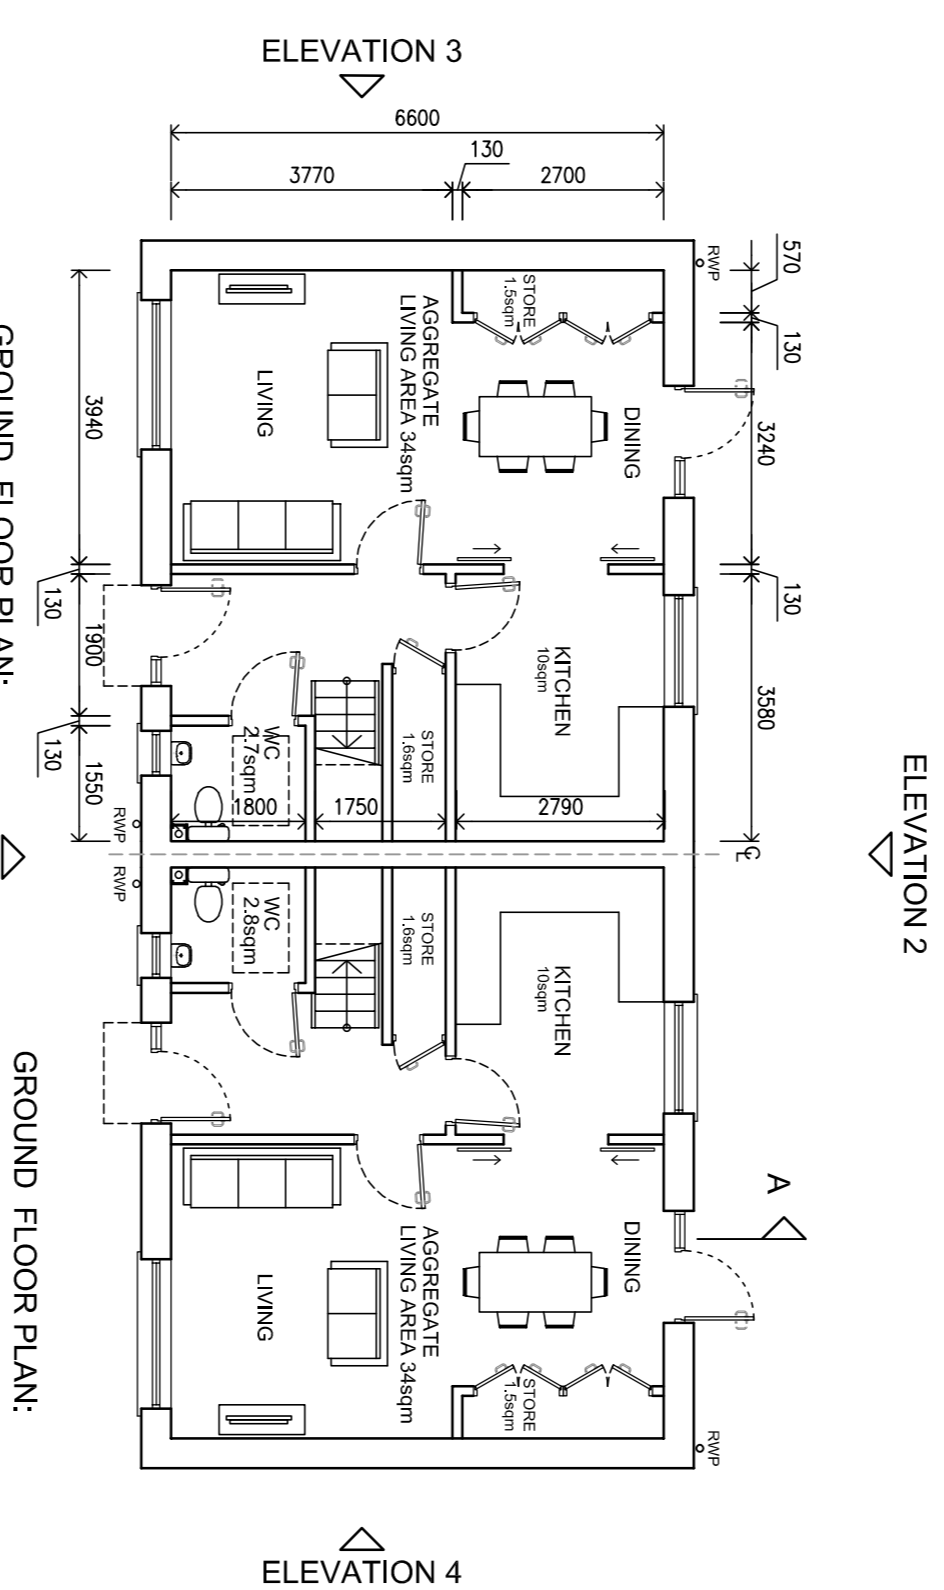 ELEVATION 3
6600
130
3770
2700
570
130
3240
130
3580
RWP
STORE
1.5sqm
AGGREGATE
LIVING AREA 34sqm
LIVING
DINING
3940
130
1900
130
1550
KITCHEN
10sqm
STORE
1.6sqm
WC
2.7sqm
1800
1750
2790
RWP
RWP
CL
ELEVATION 2
WC
2.8sqm
STORE
1.6sqm
KITCHEN
10sqm
A
DINING
AGGREGATE
LIVING AREA 34sqm
LIVING
STORE
1.5sqm
RWP
GROUND FLOOR PLAN:
GROUND FLOOR PLAN:
ELEVATION 4